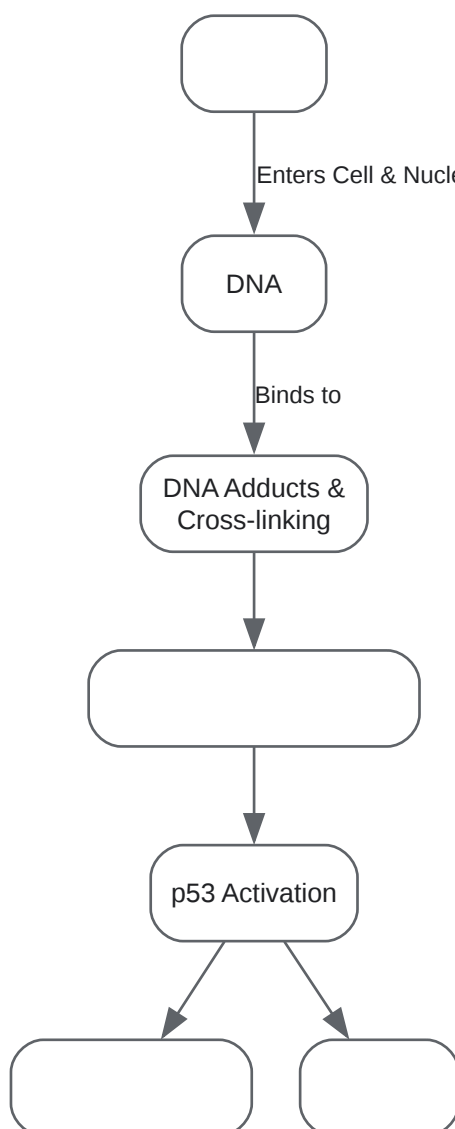 Enters Cell & Nucle
DNA
Binds to
DNA Adducts &
Cross-linking
p53 Activation